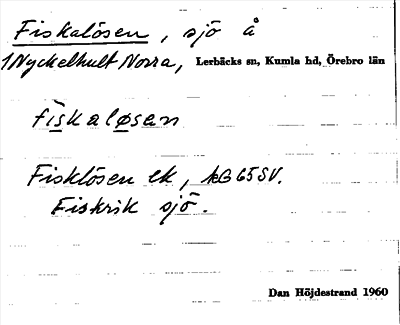 Fiskalösen, sjö å
1 Nyckelhult Norra, Lerbäcks sn, Kumla hd, Örebro län
fiskaløsen
Fisklösen ek, kG 65 SV.
Fiskrik sjö.
Dan Höjdestrand 1960